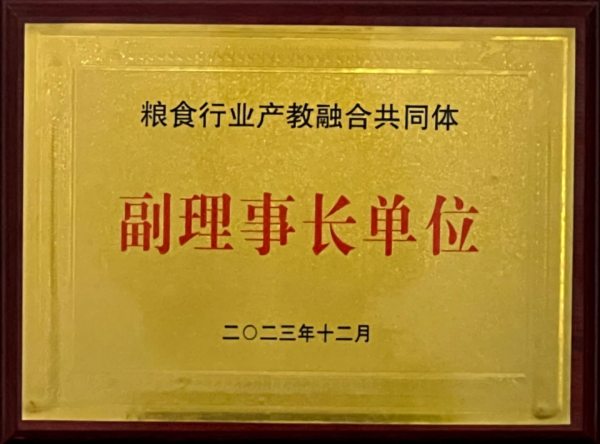 粮食行业产教融合共同体
副理事长单位
二〇二三年十二月